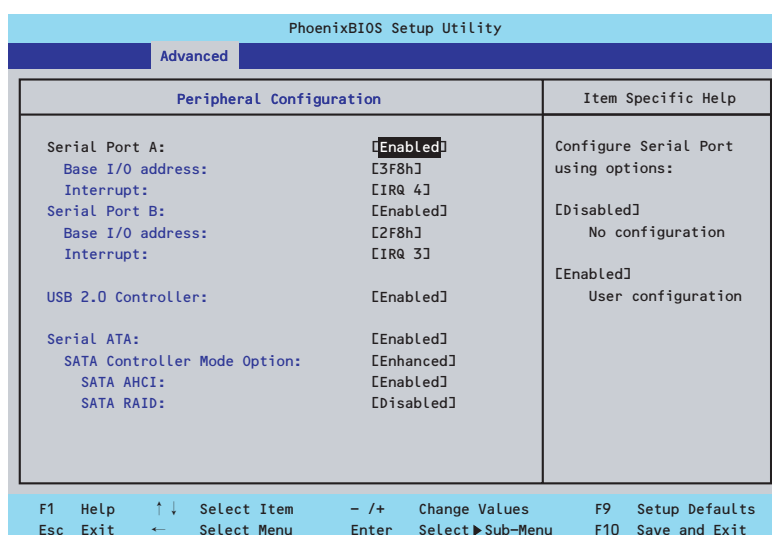 PhoenixBIOS Setup Utility
Advanced
Peripheral Configuration
Item Specific Help
Serial Port A: [Enabled]
Base I/O address: [3F8h]
Interrupt: [IRQ 4]
Serial Port B: [Enabled]
Base I/O address: [2F8h]
Interrupt: [IRQ 3]
USB 2.0 Controller: [Enabled]
Serial ATA: [Enabled]
SATA Controller Mode Option: [Enhanced]
SATA AHCI: [Enabled]
SATA RAID: [Disabled]
Configure Serial Port
using options:
[Disabled]
No configuration
[Enabled]
User configuration
F1 Help ↑↓ Select Item - /+ Change Values F9 Setup Defaults
Esc Exit ← Select Menu Enter Select▶Sub-Menu F10 Save and Exit